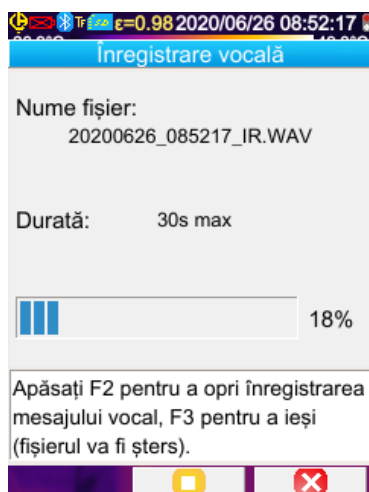 Tr ε=0.98 2020/06/26 08:52:17
Înregistrare vocală
Nume fișier:
20200626_085217_IR.WAV
Durată: 30s max
18%
Apăsați F2 pentru a opri înregistrarea
mesajului vocal, F3 pentru a ieși
(fișierul va fi șters).